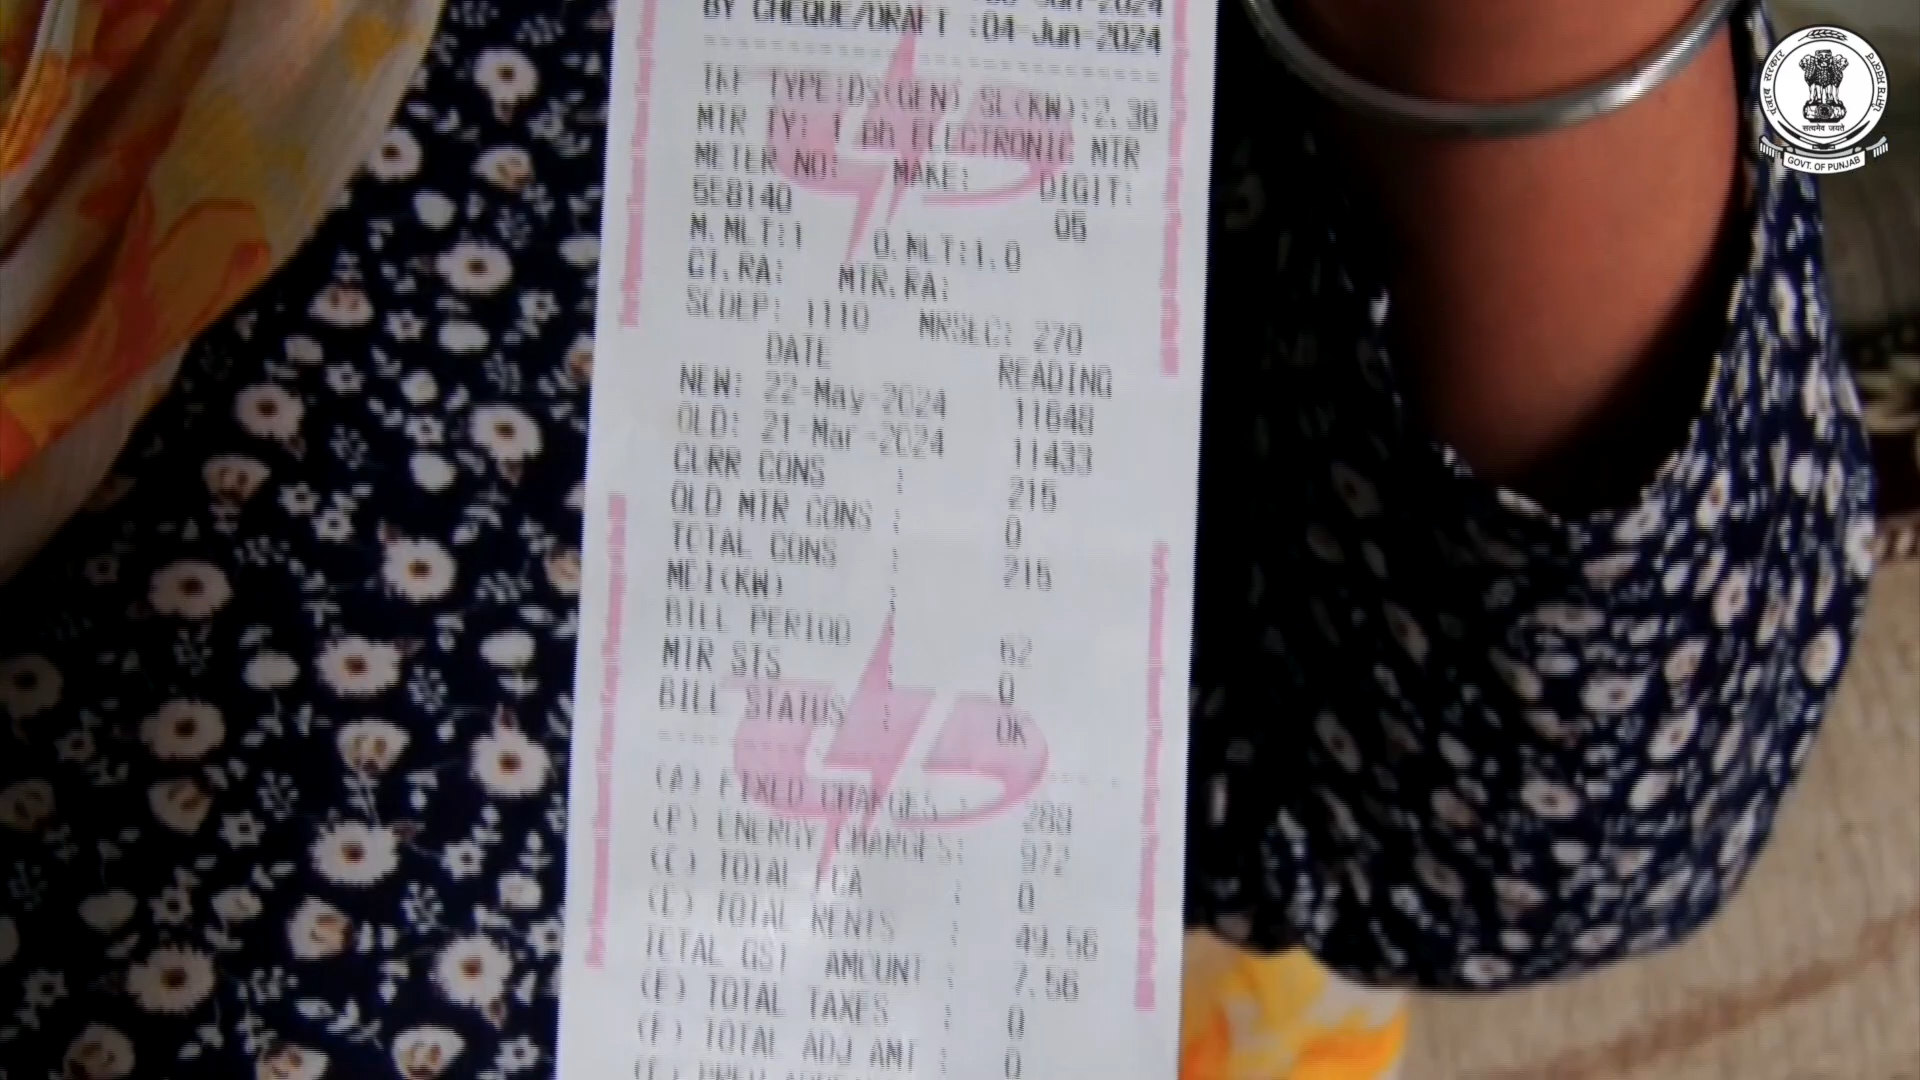 BY CHEQUE/DRAFT :04-Jun-2024
TRF TYPE:DS(GEN) SL(KW):2.38
MTR TY: 1 Ph ELECTRONIC MTR
METER NO: MAKE: DIGIT:
5E8140 05
M.MLT:1 O.MLT:1.0
CT.RA: MTR.RA:
SCDEP: 1110 NRSEC: 270
DATE READING
NEW: 22-May-2024 11648
OLD: 21-Mar-2024 11433
CURR CONS : 215
OLD MTR CONS : 0
TOTAL CONS : 215
MDI(KW) :
BILL PERIOD : 62
MTR STS : 0
BILL STATUS : OK
(A) FIXED CHARGES : 288
(B) ENERGY CHARGES: 972
(C) TOTAL FCA : 0
TOTAL RENTS : 49.56
TOTAL GST AMOUNT : 7.56
TOTAL TAXES : 0
(F) TOTAL ADJ AMT : 0
ਪੰਜਾਬ ਸਰਕਾਰ
सत्यमेव जयते
GOVT. OF PUNJAB